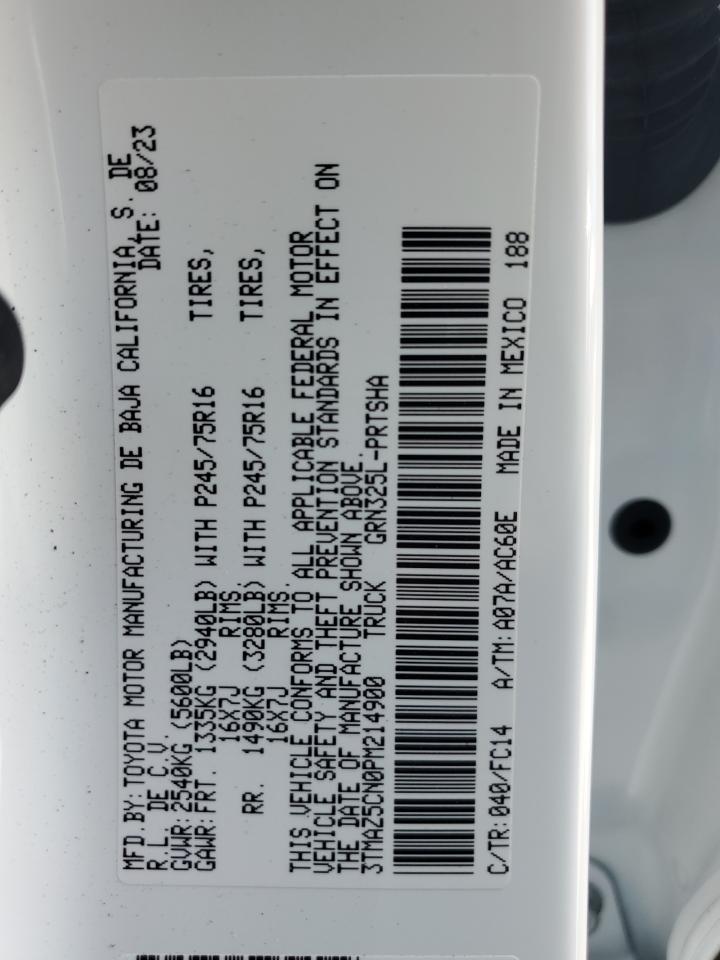 MFD.BY:TOYOTA MOTOR MANUFACTURING DE BAJA CALIFORNIA,S. DE
R.L. DE C.V. DATE: 08/23
GVWR:2540KG (5600LB)
GAWR:FRT. 1335KG (2940LB) WITH P245/75R16 TIRES,
16X7J RIMS.
RR. 1490KG (3280LB) WITH P245/75R16 TIRES,
16X7J RIMS.
THIS VEHICLE CONFORMS TO ALL APPLICABLE FEDERAL MOTOR
VEHICLE SAFETY AND THEFT PREVENTION STANDARDS IN EFFECT ON
THE DATE OF MANUFACTURE SHOWN ABOVE.
3TMAZ5CN0PM214900 TRUCK GRN325L-PRTSHA
C/TR:040/FC14 A/TM:A07A/AC60E MADE IN MEXICO 188